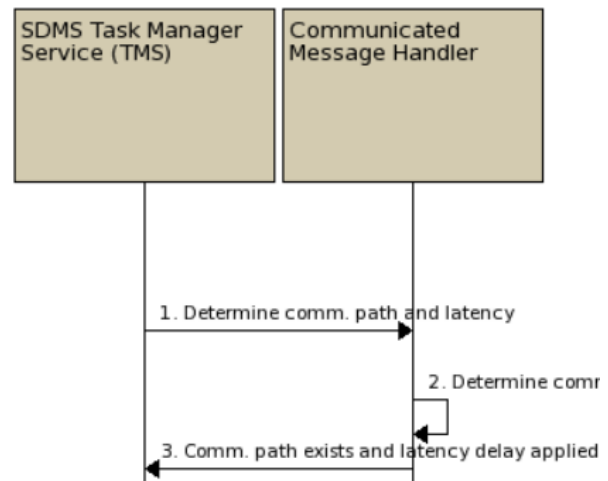 SDMS Task Manager
Service (TMS)
Communicated
Message Handler
1. Determine comm. path and latency
2. Determine comm
3. Comm. path exists and latency delay applied